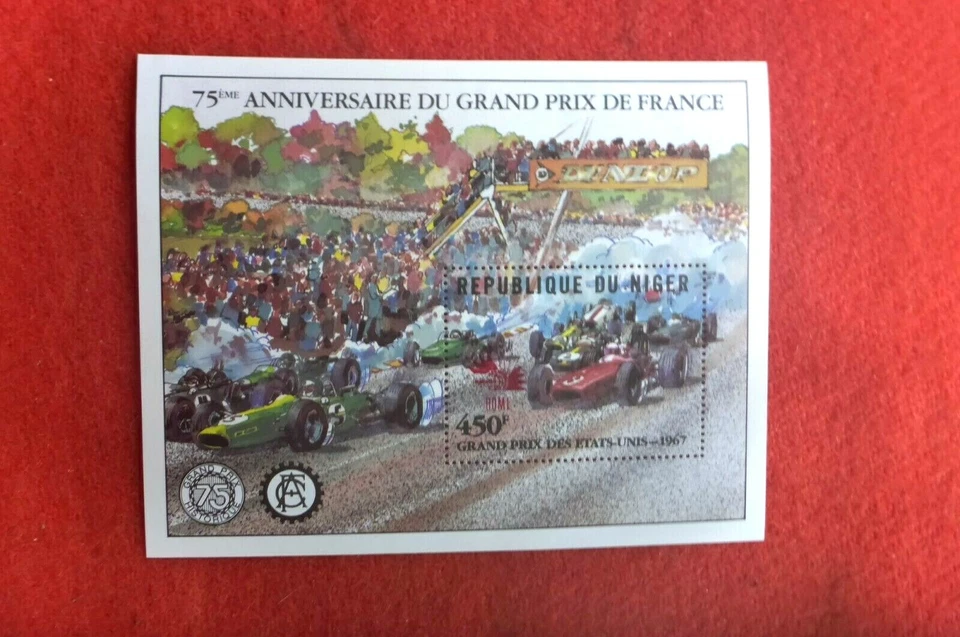 75ÈME ANNIVERSAIRE DU GRAND PRIX DE FRANCE
DUNLOP
REPUBLIQUE DU NIGER
ROME
450F
GRAND PRIX DES ETATS-UNIS-1967
GRAND PRIX
75
HISTORIQUE
ACF